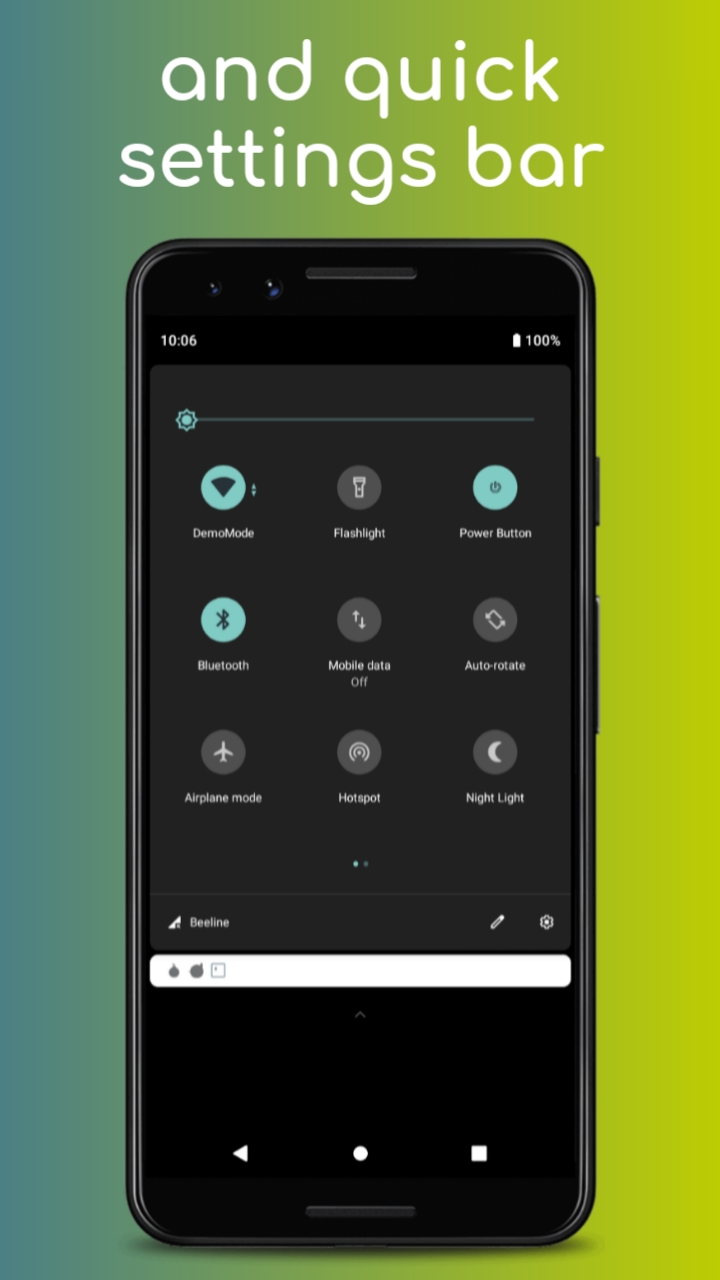 and quick
settings bar
10:06 100%
DemoMode Flashlight Power Button
Bluetooth Mobile data Auto-rotate
Off
Airplane mode Hotspot Night Light
Beeline